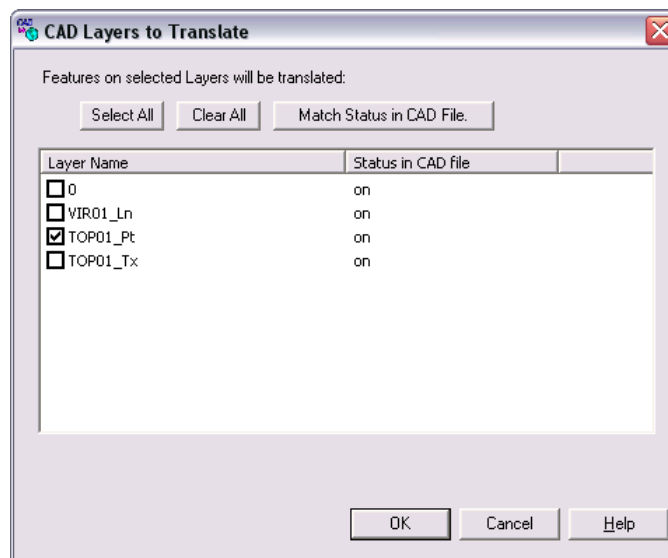 CAD Layers to Translate
Features on selected Layers will be translated:
Select All Clear All Match Status in CAD File.
Layer Name Status in CAD file
0 on
VIR01_Ln on
TOP01_Pt on
TOP01_Tx on
OK Cancel Help